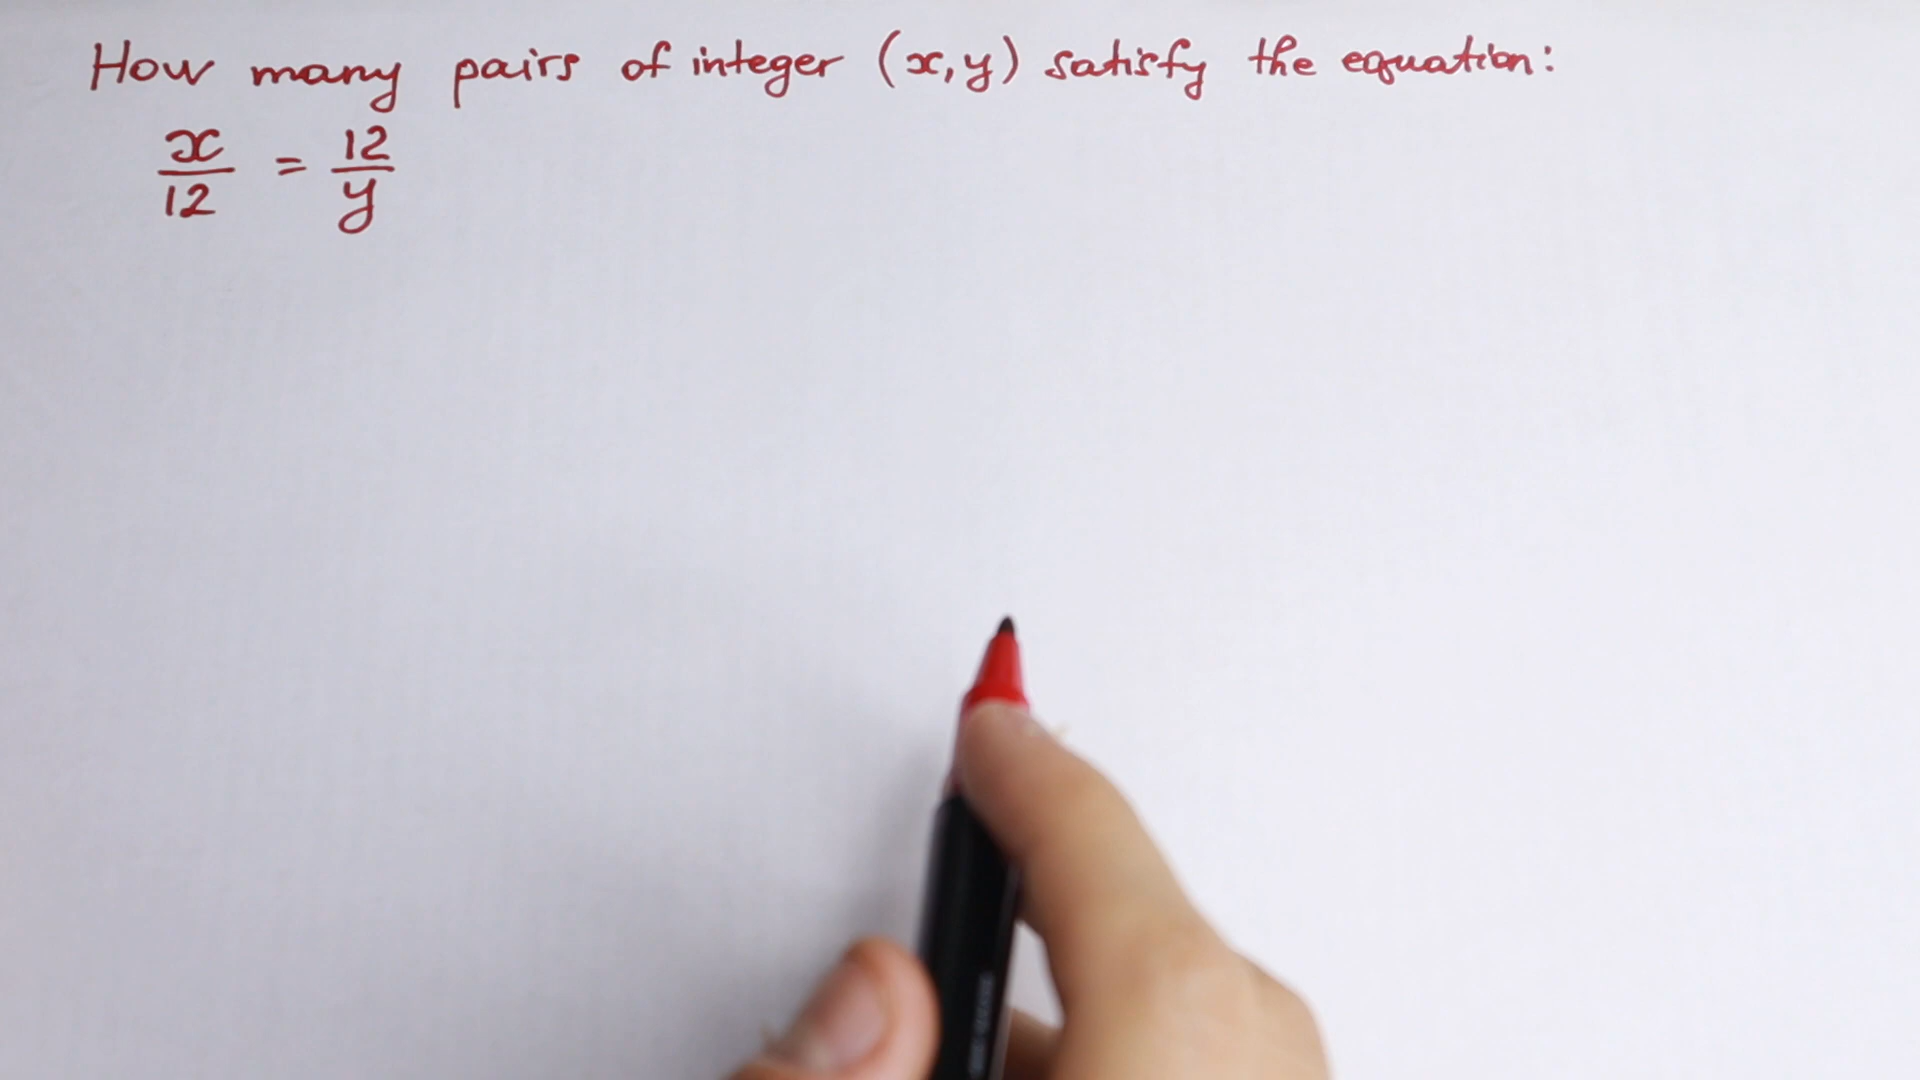 How many pairs of integer (x,y) satisfy the equation:
x/12 = 12/y